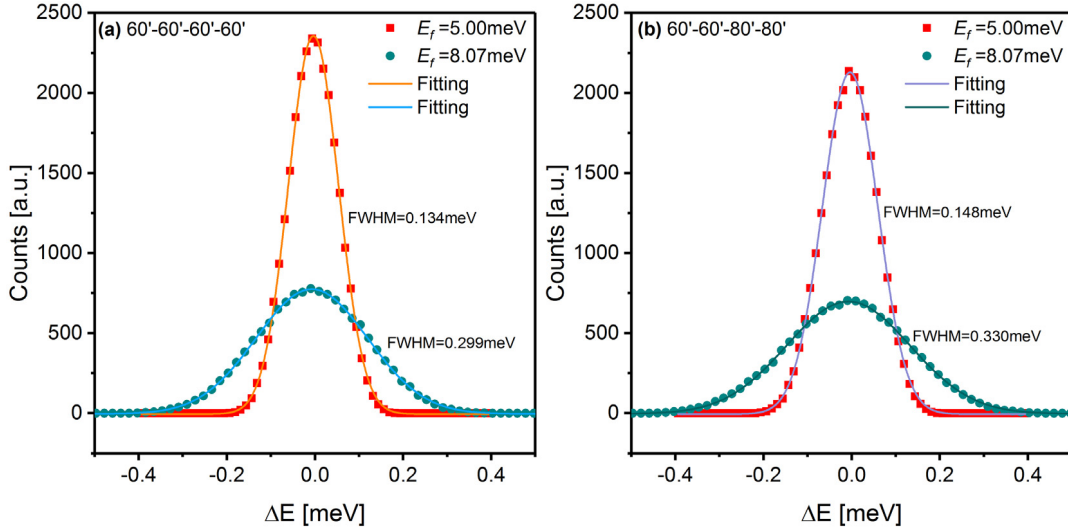 (a) 60'-60'-60'-60'
E_f =5.00meV
E_f =8.07meV
Fitting
Fitting
FWHM=0.134meV
FWHM=0.299meV
2500
2000
1500
1000
500
0
Counts [a.u.]
-0.4 -0.2 0.0 0.2 0.4
ΔE [meV]
(b) 60'-60'-80'-80'
E_f =5.00meV
E_f =8.07meV
Fitting
Fitting
FWHM=0.148meV
FWHM=0.330meV
2500
2000
1500
1000
500
0
Counts [a.u.]
-0.4 -0.2 0.0 0.2 0.4
ΔE [meV]